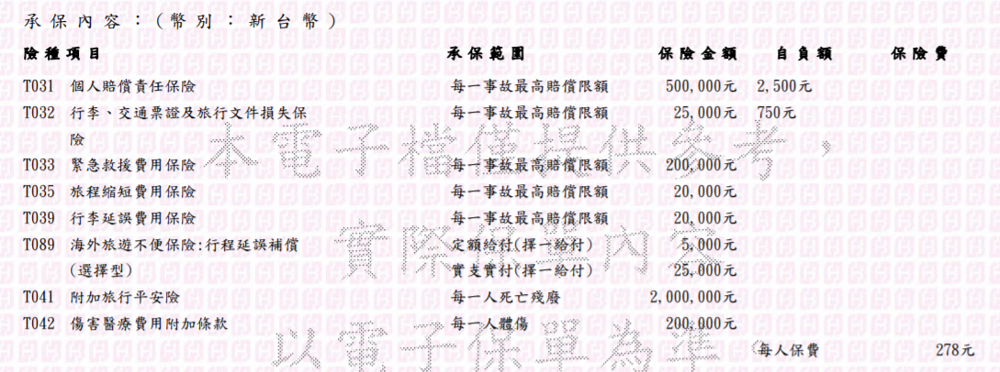 承保內容：(幣別：新台幣)
險種項目 承保範圍 保險金額 自負額 保險費
T031 個人賠償責任保險 每一事故最高賠償限額 500,000元 2,500元
T032 行李、交通票證及旅行文件損失保 每一事故最高賠償限額 25,000元 750元
險
本電子檔僅提供參考，
T033 緊急救援費用保險 每一事故最高賠償限額 200,000元
T035 旅程縮短費用保險 每一事故最高賠償限額 20,000元
T039 行李延誤費用保險 每一事故最高賠償限額 20,000元
實際保單內容
T089 海外旅遊不便保險:行程延誤補償 定額給付(擇一給付) 5,000元
(選擇型) 實支實付(擇一給付) 25,000元
T041 附加旅行平安險 每一人死亡殘廢 2,000,000元
T042 傷害醫療費用附加條款 每一人體傷 200,000元
以電子保單為準。
每人保費 278元